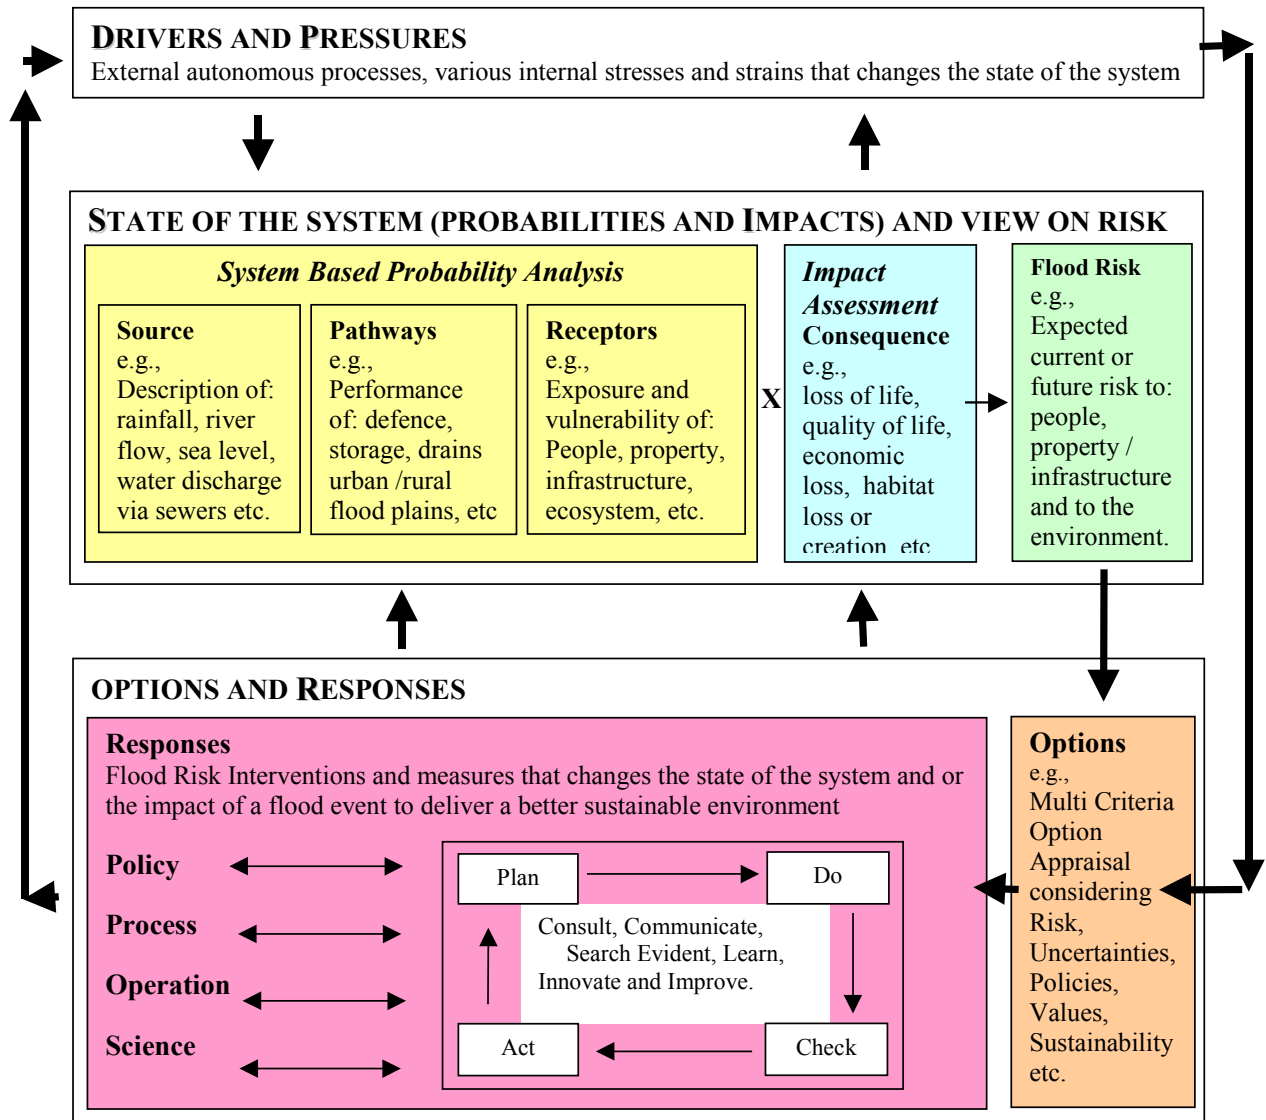 DRIVERS AND PRESSURES
External autonomous processes, various internal stresses and strains that changes the state of the system
STATE OF THE SYSTEM (PROBABILITIES AND IMPACTS) AND VIEW ON RISK
System Based Probability Analysis
Source
e.g.,
Description of:
rainfall, river
flow, sea level,
water discharge
via sewers etc.
Pathways
e.g.,
Performance
of: defence,
storage, drains
urban /rural
flood plains, etc
Receptors
e.g.,
Exposure and
vulnerability of:
People, property,
infrastructure,
ecosystem, etc.
X
Impact
Assessment
Consequence
e.g.,
loss of life,
quality of life,
economic
loss, habitat
loss or
creation etc
Flood Risk
e.g.,
Expected
current or
future risk to:
people,
property /
infrastructure
and to the
environment.
OPTIONS AND RESPONSES
Responses
Flood Risk Interventions and measures that changes the state of the system and or
the impact of a flood event to deliver a better sustainable environment
Policy
Process
Operation
Science
Plan
Do
Consult, Communicate,
Search Evident, Learn,
Innovate and Improve.
Act
Check
Options
e.g.,
Multi Criteria
Option
Appraisal
considering
Risk,
Uncertainties,
Policies,
Values,
Sustainability
etc.